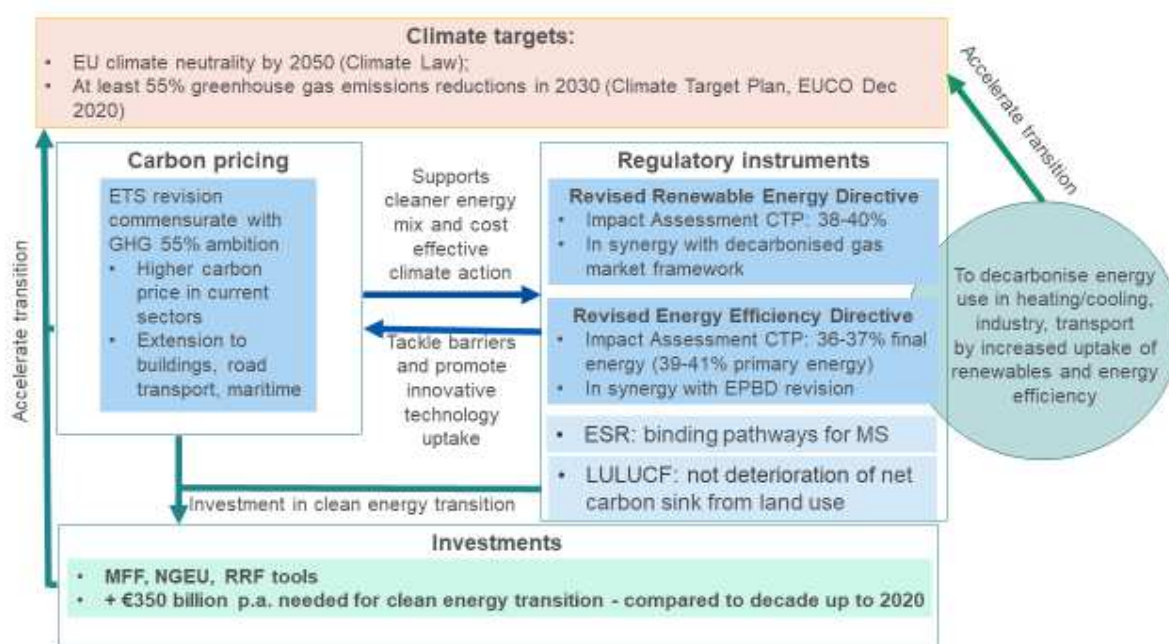 Climate targets:
• EU climate neutrality by 2050 (Climate Law);
• At least 55% greenhouse gas emissions reductions in 2030 (Climate Target Plan, EUCO Dec
2020)
Accelerate transition
Carbon pricing
ETS revision
commensurate with
GHG 55% ambition
• Higher carbon
price in current
sectors
• Extension to
buildings, road
transport, maritime
Supports
cleaner energy
mix and cost
effective
climate action
Tackle barriers
and promote
innovative
technology
uptake
Regulatory instruments
Revised Renewable Energy Directive
• Impact Assessment CTP: 38-40%
• In synergy with decarbonised gas
market framework
Revised Energy Efficiency Directive
• Impact Assessment CTP: 36-37% final
energy (39-41% primary energy)
• In synergy with EPBD revision
• ESR: binding pathways for MS
• LULUCF: not deterioration of net
carbon sink from land use
To decarbonise energy
use in heating/cooling,
industry, transport
by increased uptake of
renewables and energy
efficiency
Accelerate transition
Investment in clean energy transition
Investments
• MFF, NGEU, RRF tools
• + €350 billion p.a. needed for clean energy transition - compared to decade up to 2020